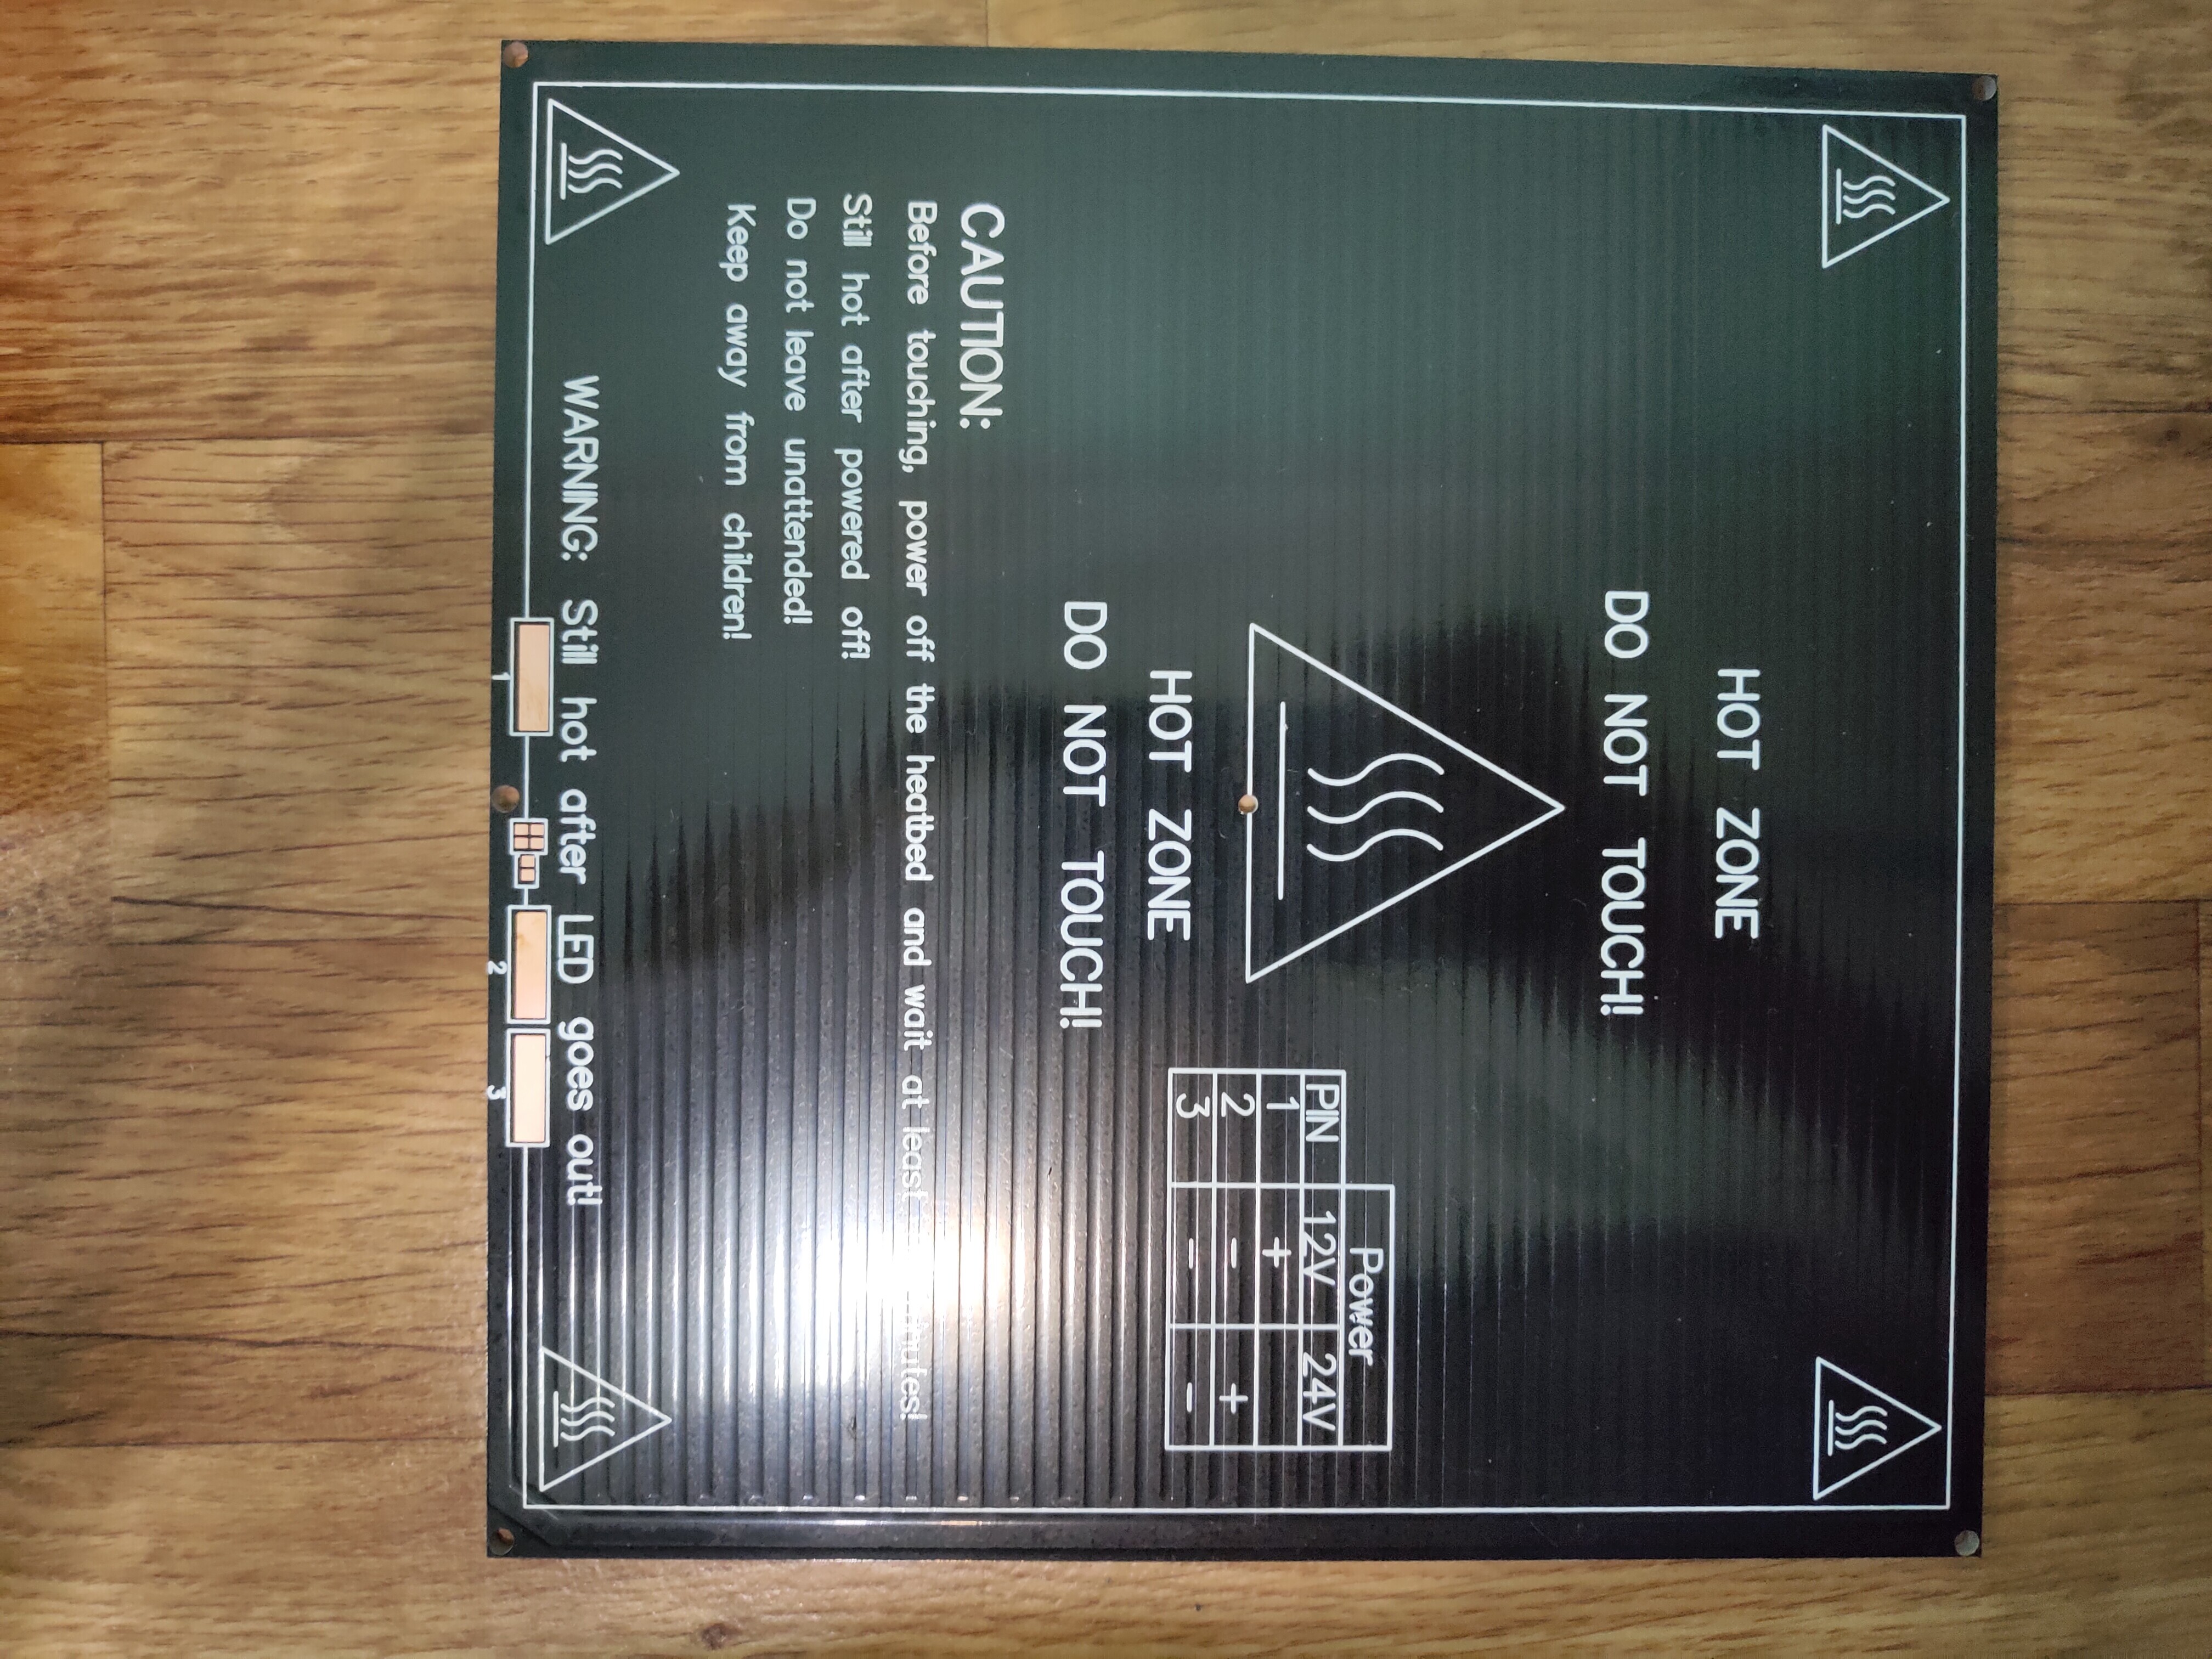 HOT ZONE
DO NOT TOUCH!
HOT ZONE
DO NOT TOUCH!
Power
PIN 12V 24V
1 +
2 - +
3 - -
CAUTION:
Before touching, power off the heatbed and wait at least
Still hot after powered off!
Do not leave unattended!
Keep away from children!
WARNING: Still hot after LED goes out!
1 2 3